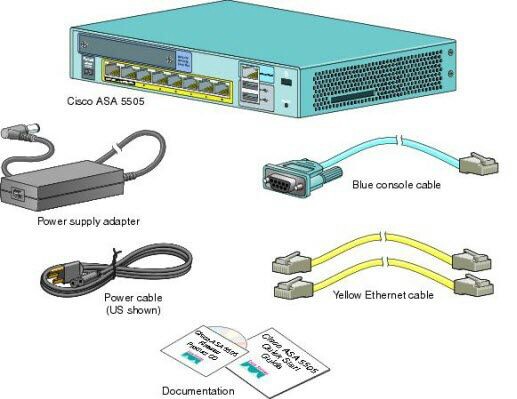 Cisco ASA 5505
Power supply adapter
Blue console cable
Power cable
(US shown)
Yellow Ethernet cable
Cisco ASA 5505
Product CD
Cisco ASA 5505
Quick Start
Guide
Documentation